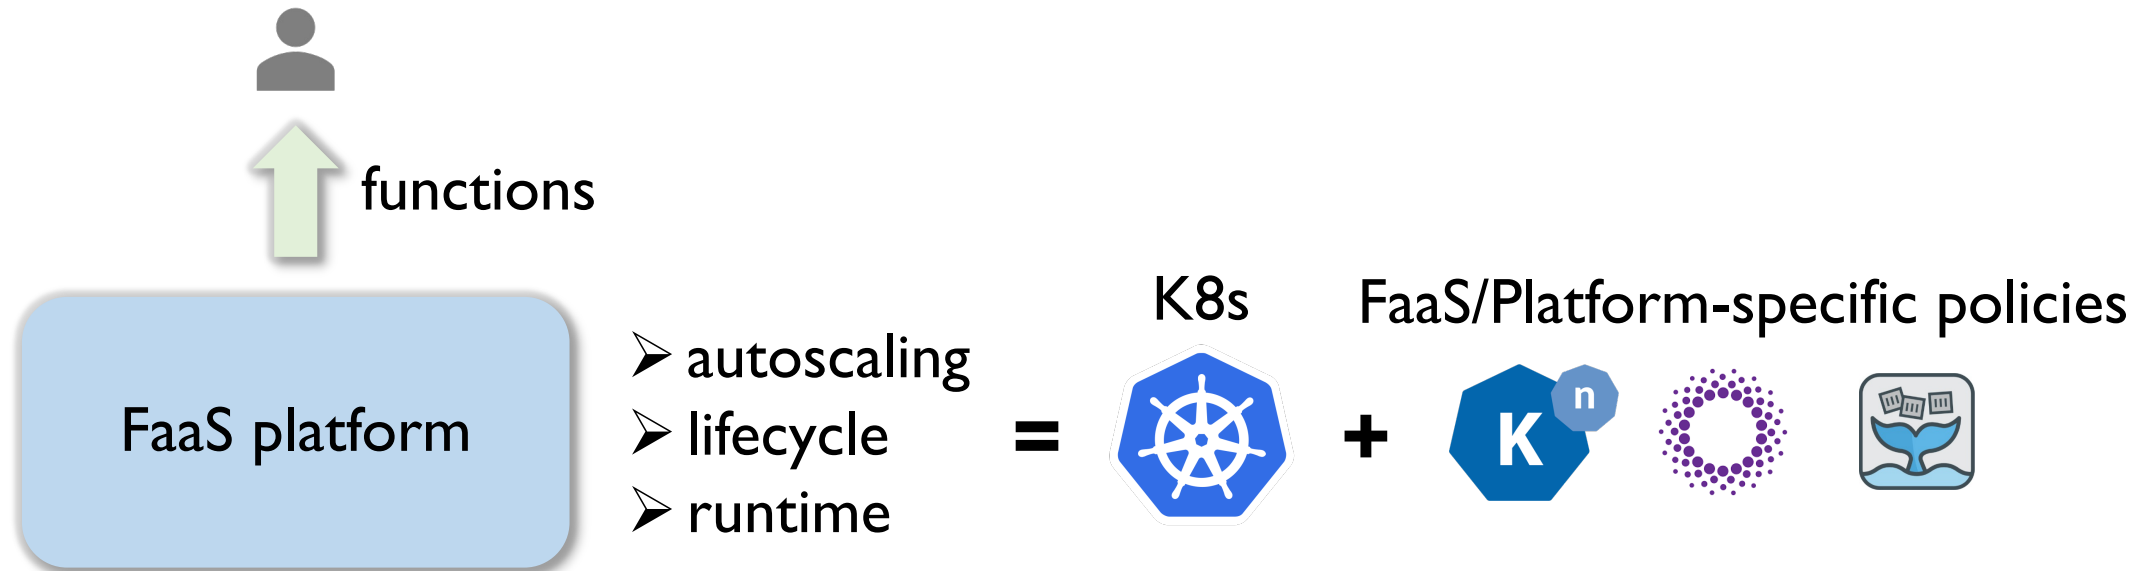 functions
FaaS platform
➢ autoscaling
➢ lifecycle
➢ runtime
=
K8s
+
FaaS/Platform-specific policies
K
n